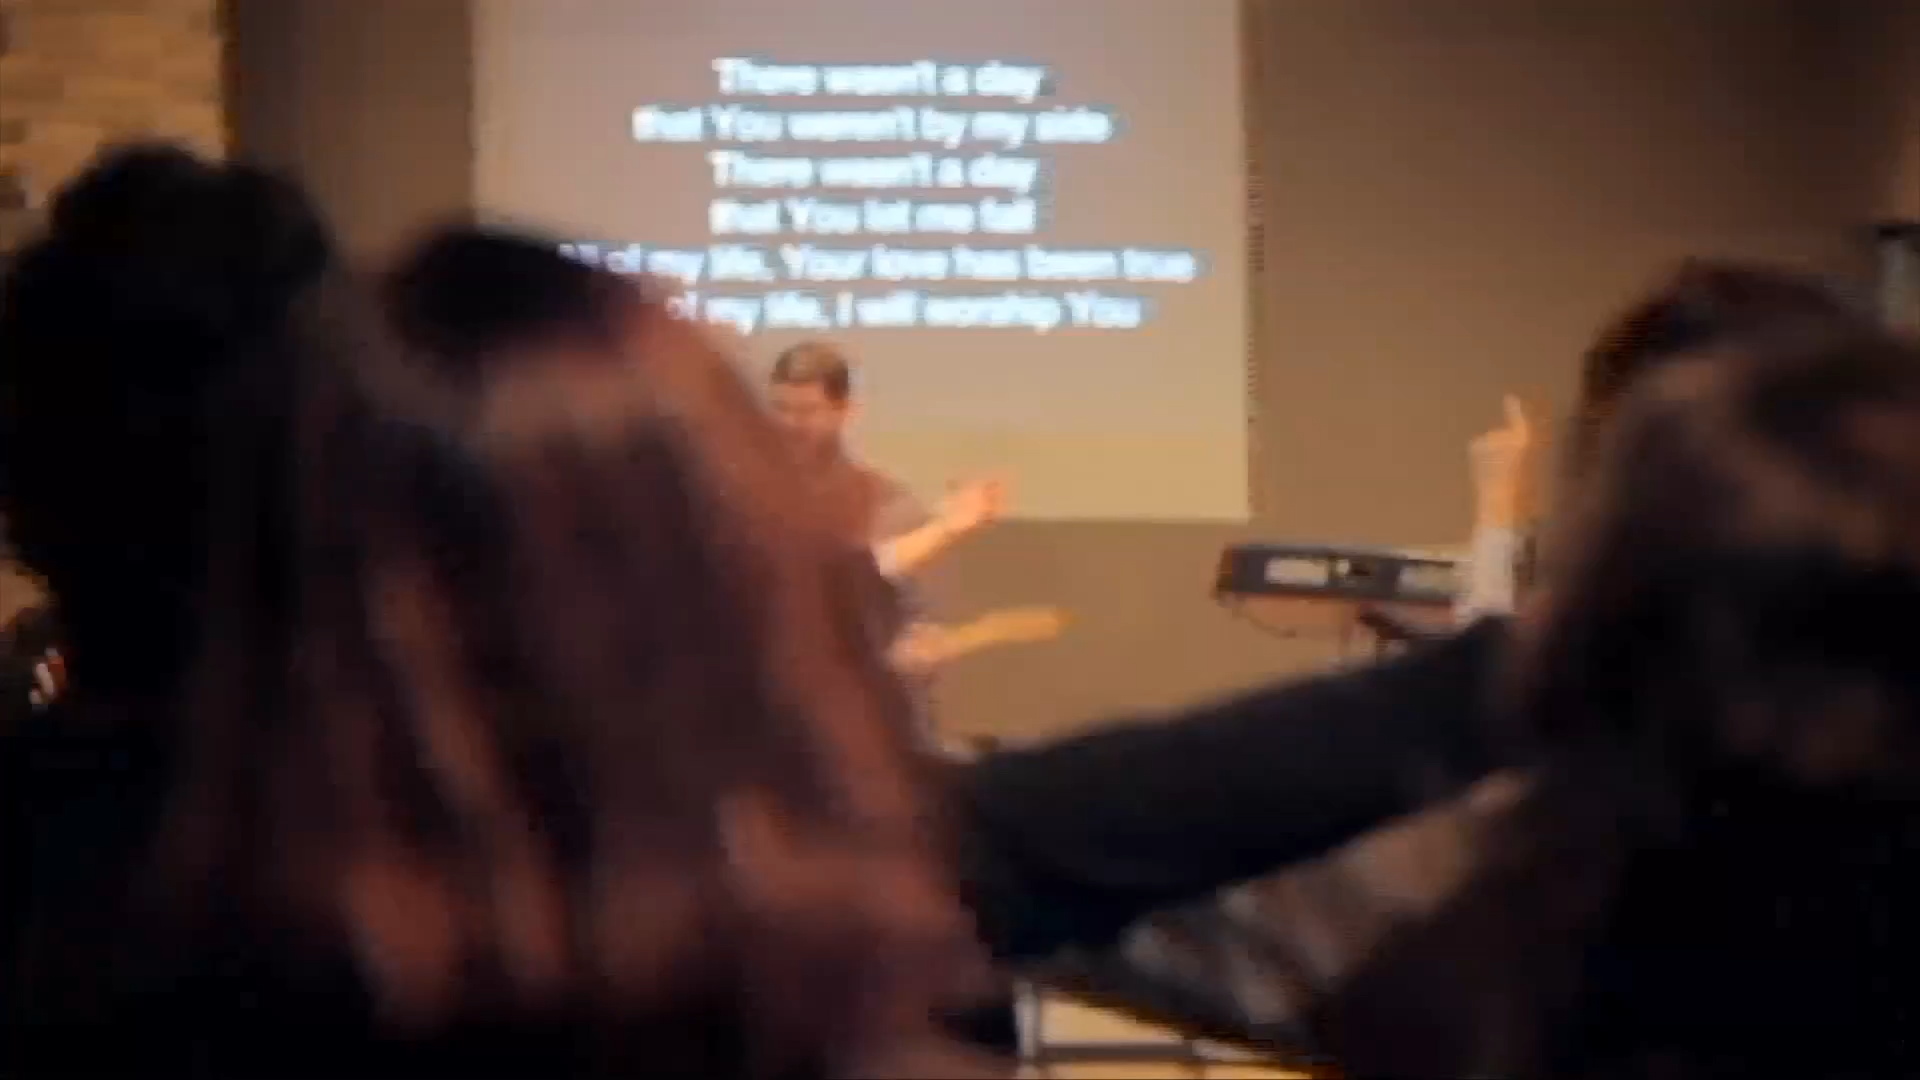 There wasn't a day
that You weren't by my side
There wasn't a day
that You let me fall
of my life, Your love has been true
of my life, I will worship You